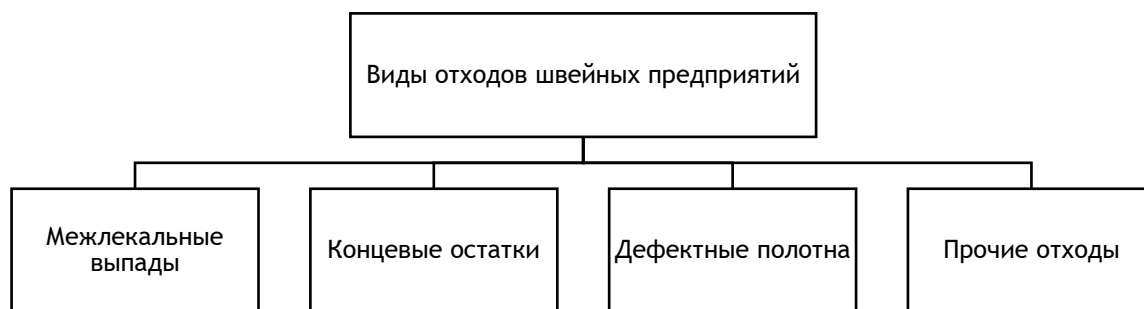 Виды отходов швейных предприятий
Межлекальные
выпады
Концевые остатки
Дефектные полотна
Прочие отходы